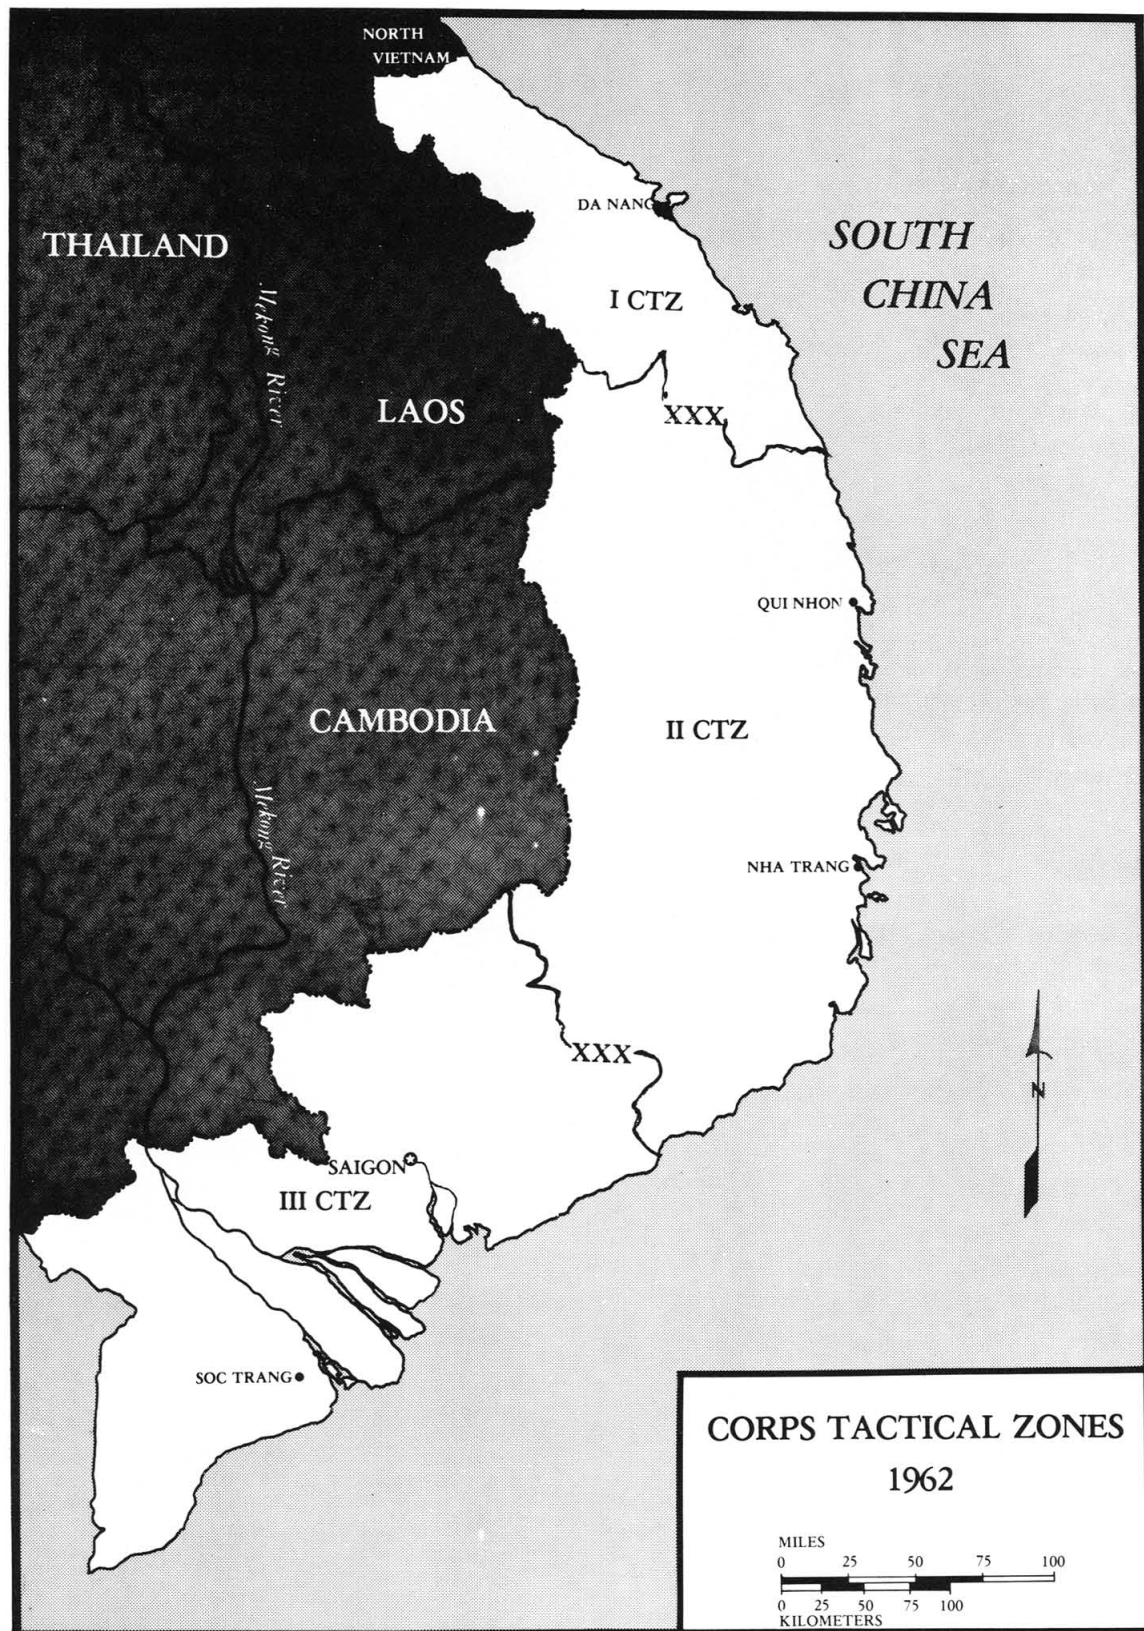 NORTH
VIETNAM
DA NANG
THAILAND
SOUTH
CHINA
SEA
I CTZ
Mekong River
LAOS
XXX
QUI NHON
CAMBODIA
II CTZ
Mekong River
NHA TRANG
XXX
N
SAIGON
III CTZ
SOC TRANG
CORPS TACTICAL ZONES
1962
MILES
0 25 50 75 100
0 25 50 75 100
KILOMETERS